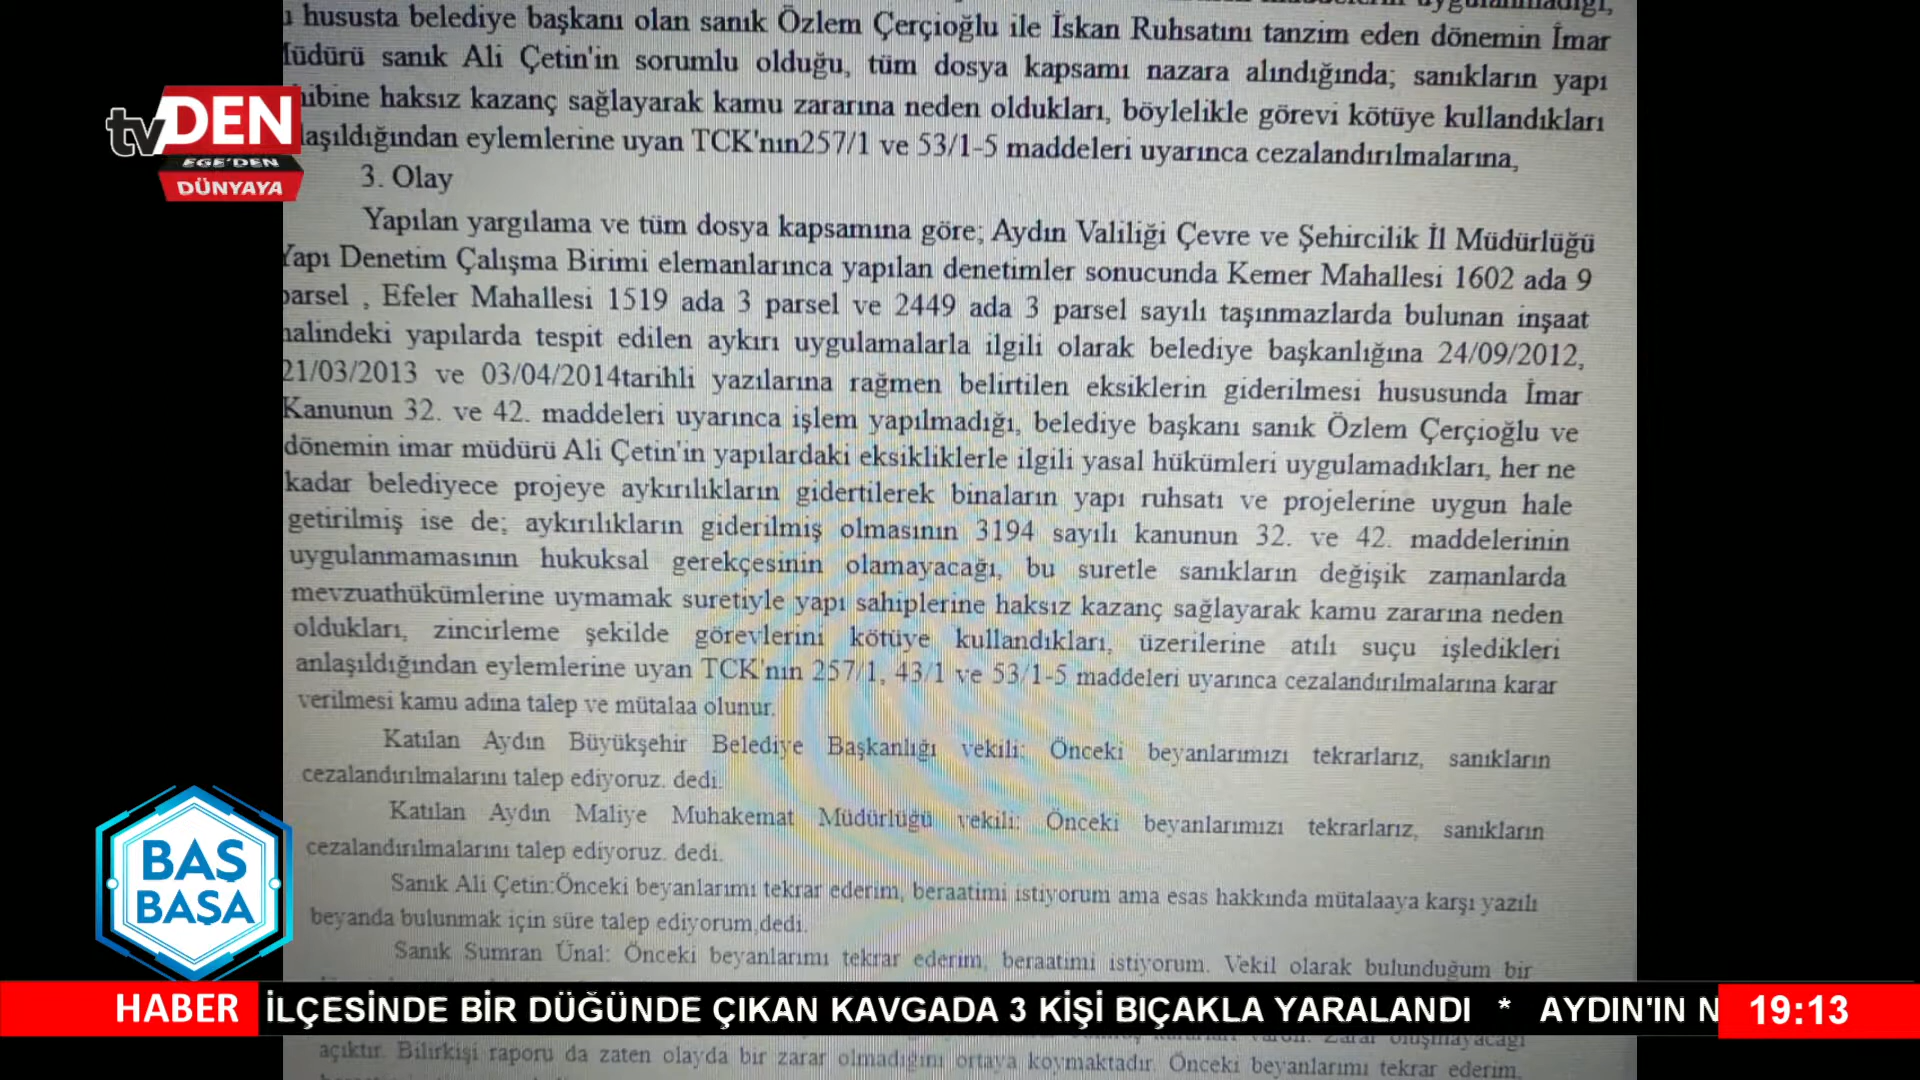 hususta belediye başkanı olan sanık Özlem Çerçioğlu ile İskan Ruhsatını tanzim eden dönemin İmar
sanık Ali Çetin'in sorumlu olduğu, tüm dosya kapsamı nazara alındığında; sanıkların yapı
haksız kazanç sağlayarak kamu zararına neden oldukları, böylelikle görevi kötüye kullandıkları
eylemlerine uyan TCK'nın257/1 ve 53/1-5 maddeleri uyarınca cezalandırılmalarına,
tvDEN
EGE'DEN
DÜNYAYA
3. Olay
Yapılan yargılama ve tüm dosya kapsamına göre; Aydın Valiliği Çevre ve Şehircilik İl Müdürlüğü
Yapı Denetim Çalışma Birimi elemanlarınca yapılan denetimler sonucunda Kemer Mahallesi 1602 ada 9
parsel , Efeler Mahallesi 1519 ada 3 parsel ve 2449 ada 3 parsel sayılı taşınmazlarda bulunan inşaat
halindeki yapılarda tespit edilen aykırı uygulamalarla ilgili olarak belediye başkanlığına 24/09/2012,
21/03/2013 ve 03/04/2014tarihli yazılarına rağmen belirtilen eksiklerin giderilmesi hususunda İmar
Kanunun 32. ve 42. maddeleri uyarınca işlem yapılmadığı, belediye başkanı sanık Özlem Çerçioğlu ve
dönemin imar müdürü Ali Çetin'in yapılardaki eksikliklerle ilgili yasal hükümleri uygulamadıkları, her ne
kadar belediyece projeye aykırılıkların gidertilerek binaların yapı ruhsatı ve projelerine uygun hale
getirilmiş ise de; aykırılıkların giderilmiş olmasının 3194 sayılı kanunun 32. ve 42. maddelerinin
uygulanmamasının hukuksal gerekçesinin olamayacağı, bu suretle sanıkların değişik zamanlarda
mevzuathükümlerine uymamak suretiyle yapı sahiplerine haksız kazanç sağlayarak kamu zararına neden
oldukları, zincirleme şekilde görevlerini kötüye kullandıkları, üzerilerine atılı suçu işledikleri
anlaşıldığından eylemlerine uyan TCK'nın 257/1, 43/1 ve 53/1-5 maddeleri uyarınca cezalandırılmalarına karar
verilmesi kamu adına talep ve mütalaa olunur.
Katılan Aydın Büyükşehir Belediye Başkanlığı vekili: Önceki beyanlarımızı tekrarlarız, sanıkların
cezalandırılmalarını talep ediyoruz. dedi.
Katılan Aydın Maliye Muhakemat Müdürlüğü vekili: Önceki beyanlarımızı tekrarlarız, sanıkların
cezalandırılmalarını talep ediyoruz. dedi.
Sanık Ali Çetin:Önceki beyanlarımı tekrar ederim, beraatimi istiyorum ama esas hakkında mütalaaya karşı yazılı
beyanda bulunmak için süre talep ediyorum,dedi.
Sanık Sumran Ünal: Önceki beyanlarımı tekrar ederim, beraatimi istiyorum. Vekil olarak bulunduğum bir
BAŞ
BAŞA
HABER İLÇESİNDE BİR DÜĞÜNDE ÇIKAN KAVGADA 3 KİŞİ BIÇAKLA YARALANDI * AYDIN'IN N 19:13
açıktır. Bilirkişi raporu da zaten olayda bir zarar olmadığını ortaya koymaktadır. Önceki beyanlarımı tekrar ederim,